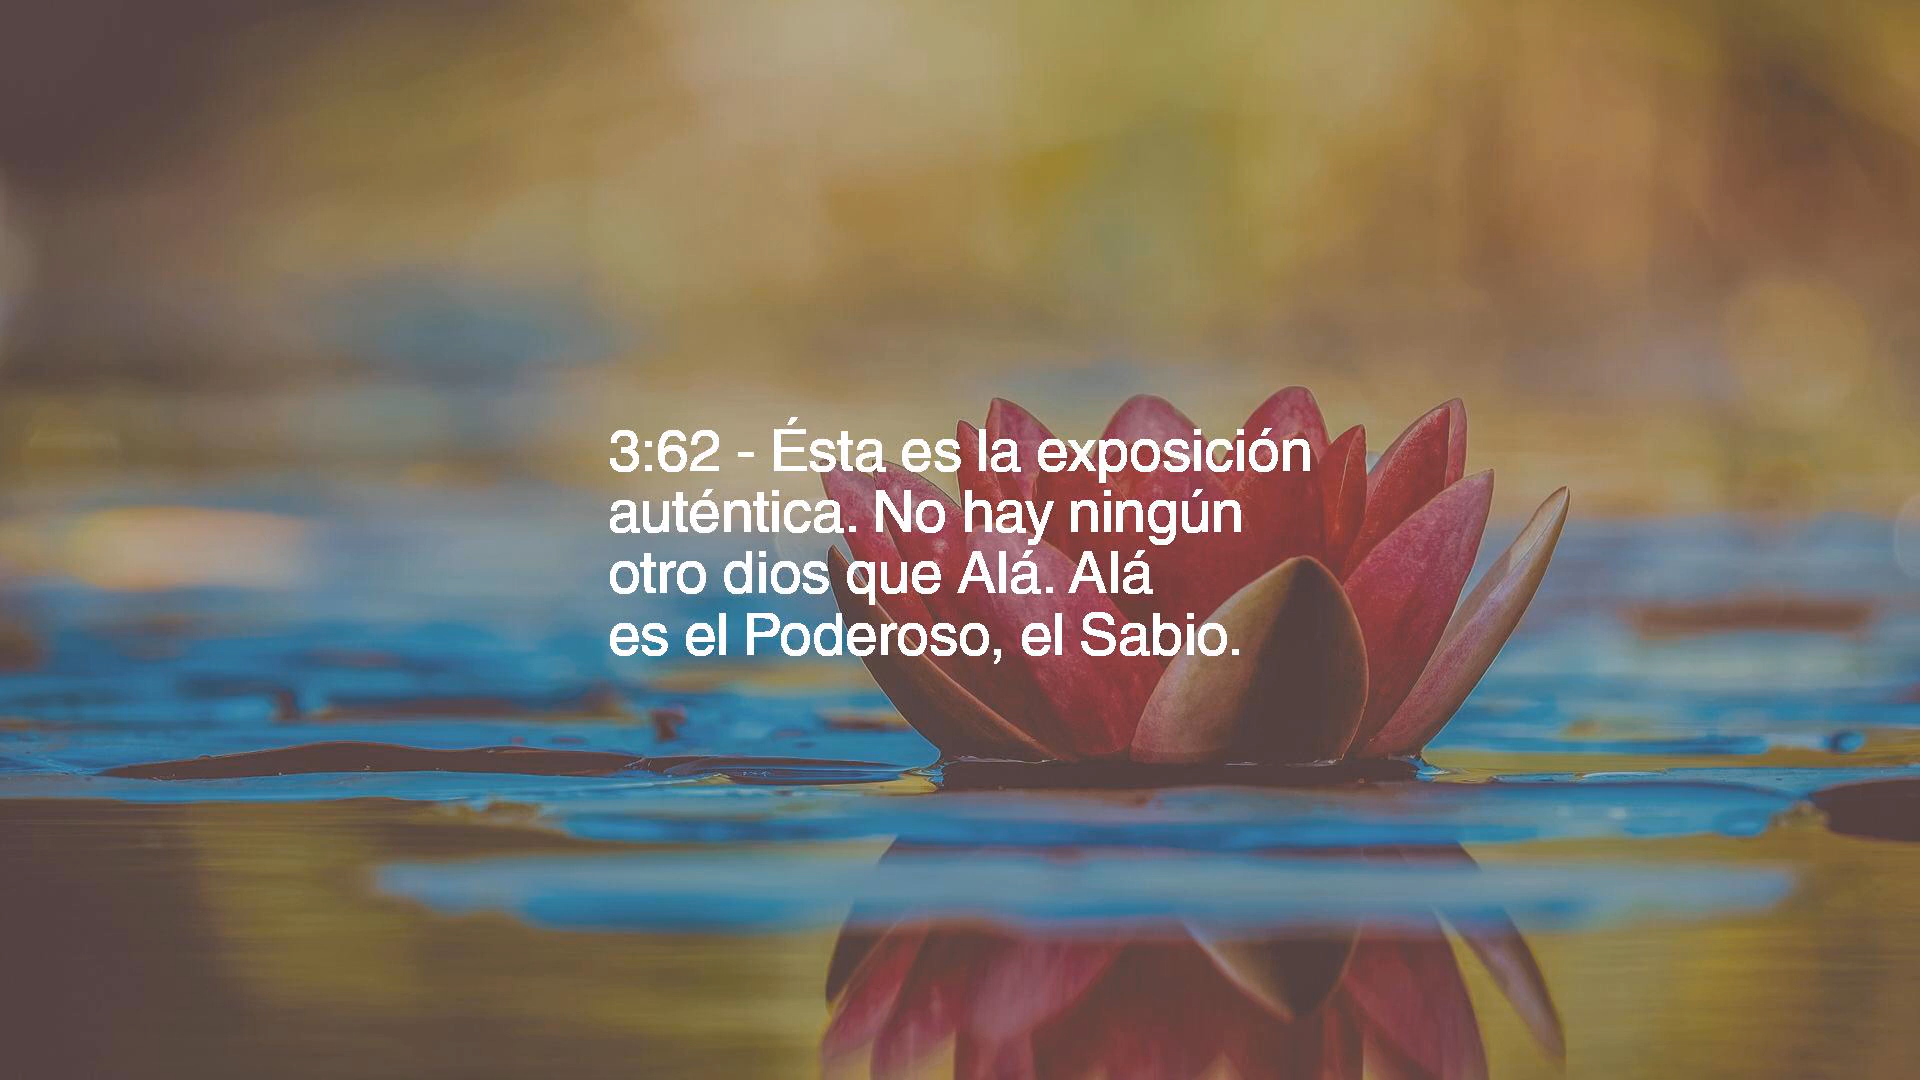 3:62 - Ésta es la exposición
auténtica. No hay ningún
otro dios que Alá. Alá
es el Poderoso, el Sabio.